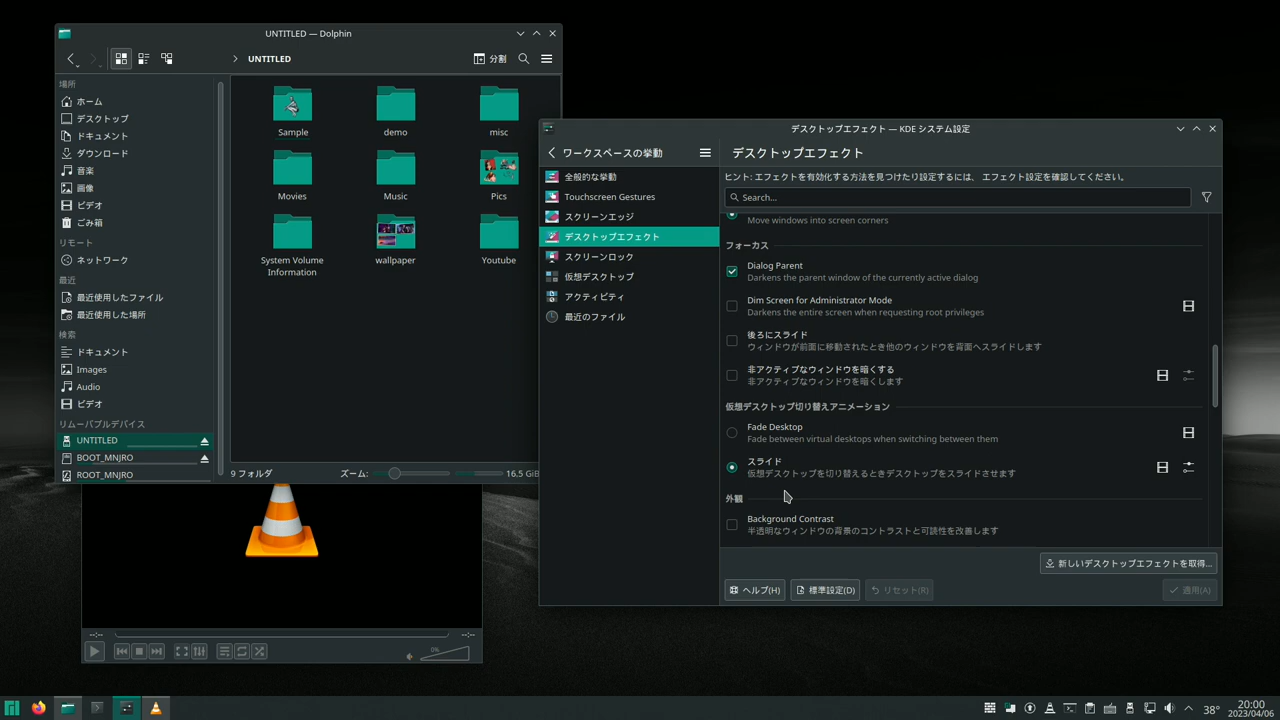 UNTITLED — Dolphin
分割
UNTITLED
場所
ホーム
デスクトップ
ドキュメント
ダウンロード
音楽
画像
ビデオ
ごみ箱
リモート
ネットワーク
最近
最近使用したファイル
最近使用した場所
検索
ドキュメント
Images
Audio
ビデオ
リムーバブルデバイス
UNTITLED
BOOT_MNJRO
ROOT_MNJRO
Sample
demo
misc
Movies
Music
Pics
System Volume
Information
wallpaper
Youtube
9 フォルダ
ズーム:
16.5 GiB
デスクトップエフェクト — KDE システム設定
ワークスペースの挙動
デスクトップエフェクト
全般的な挙動
Touchscreen Gestures
スクリーンエッジ
デスクトップエフェクト
スクリーンロック
仮想デスクトップ
アクティビティ
最近のファイル
ヒント: エフェクトを有効化する方法を見つけたり設定するには、 エフェクト設定を確認してください。
Search...
Move windows into screen corners
フォーカス
Dialog Parent
Darkens the parent window of the currently active dialog
Dim Screen for Administrator Mode
Darkens the entire screen when requesting root privileges
後ろにスライド
ウィンドウが前面に移動されたとき他のウィンドウを背面へスライドします
非アクティブなウィンドウを暗くする
非アクティブなウィンドウを暗くします
仮想デスクトップ切り替えアニメーション
Fade Desktop
Fade between virtual desktops when switching between them
スライド
仮想デスクトップを切り替えるときデスクトップをスライドさせます
外観
Background Contrast
半透明なウィンドウの背景のコントラストと可読性を改善します
新しいデスクトップエフェクトを取得...
ヘルプ(H)
標準設定(D)
リセット(R)
適用(A)
--:--
--:--
0%
38°
20:00
2023/04/06